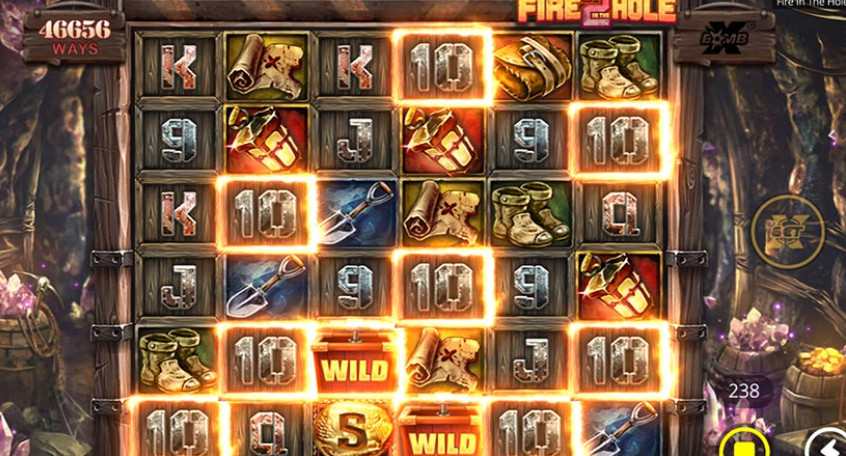 Fire In The Hol
FIRE 2 HOLE
IN THE
46656
WAYS
X
BOMB
K K 10
9 J 9 10
K 10 Q
J 9 10 9
10 WILD J 10
10 Q S WILD 10
238